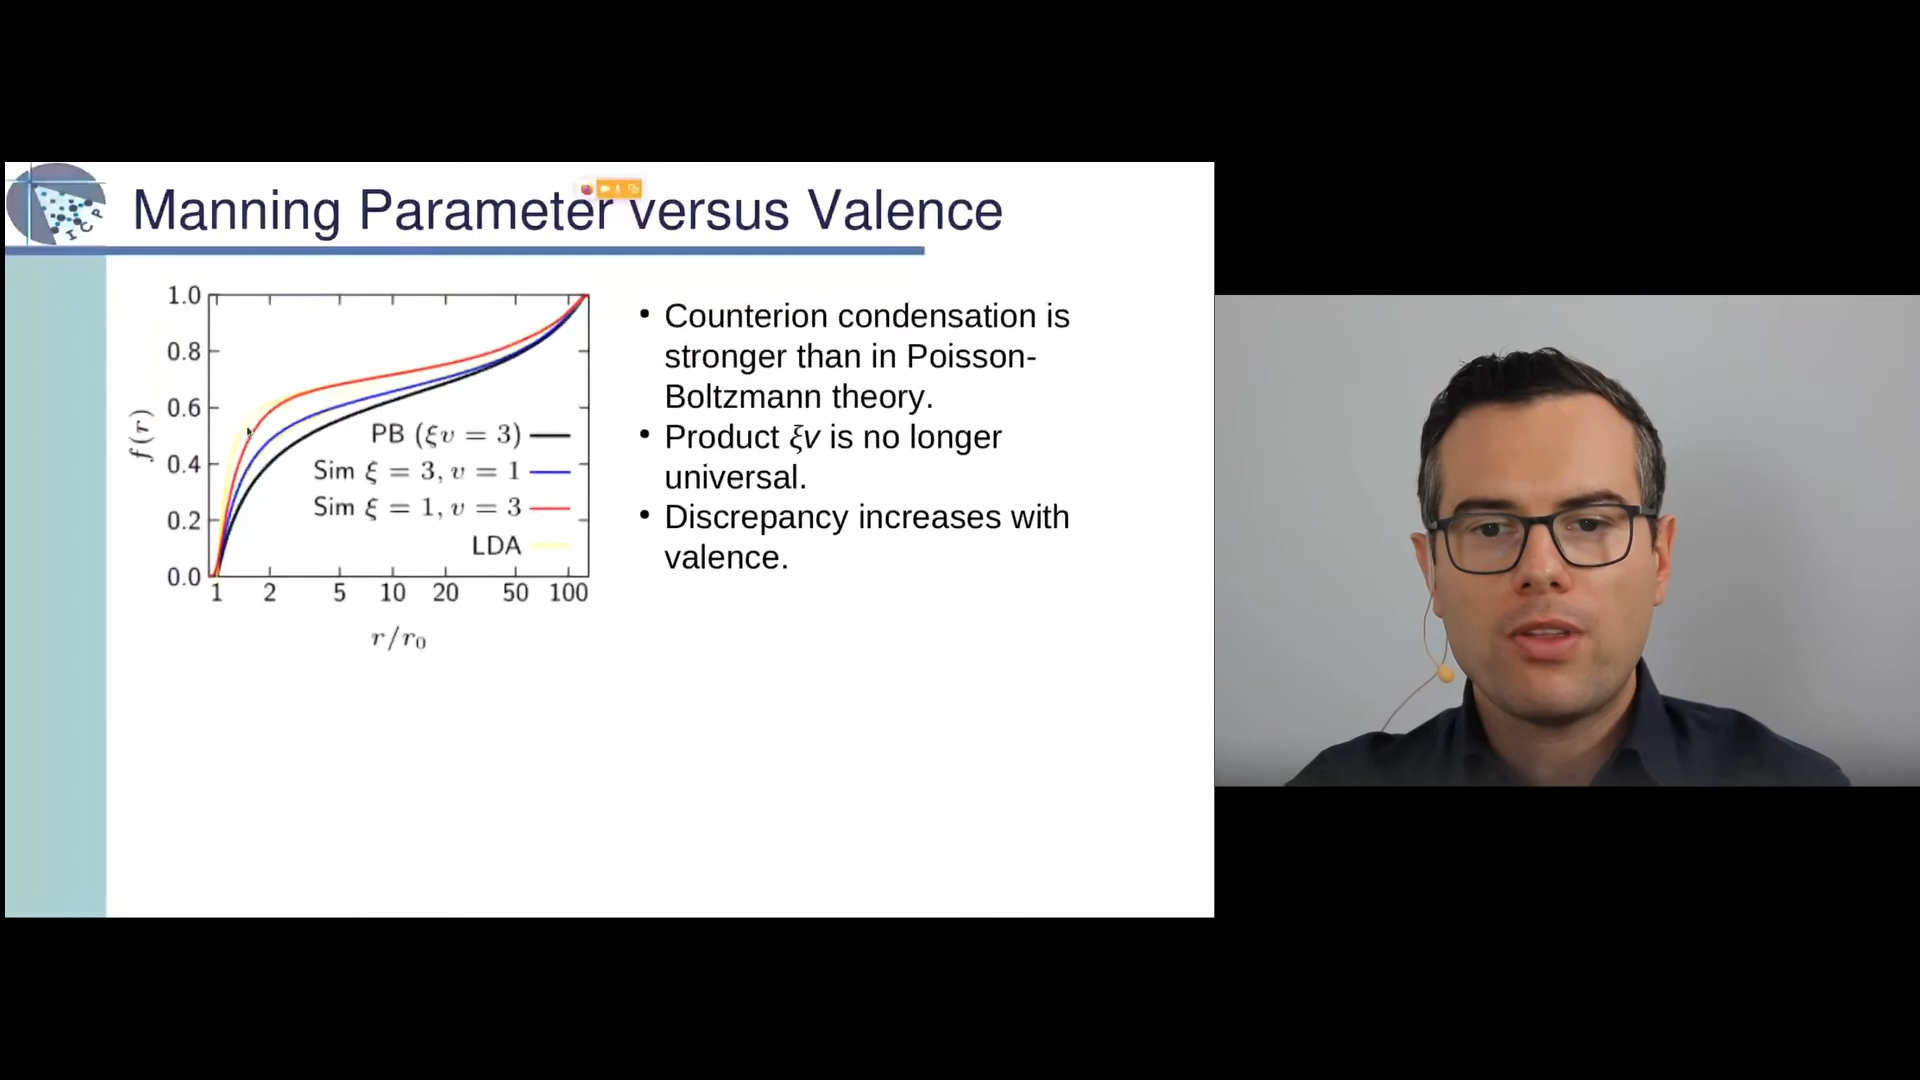 Manning Parameter versus Valence
ICP
1.0
0.8
0.6
0.4
0.2
0.0
f(r)
PB (ξv = 3)
Sim ξ = 3, v = 1
Sim ξ = 1, v = 3
LDA
1 2 5 10 20 50 100
r/r₀
• Counterion condensation is
stronger than in Poisson-
Boltzmann theory.
• Product ξv is no longer
universal.
• Discrepancy increases with
valence.